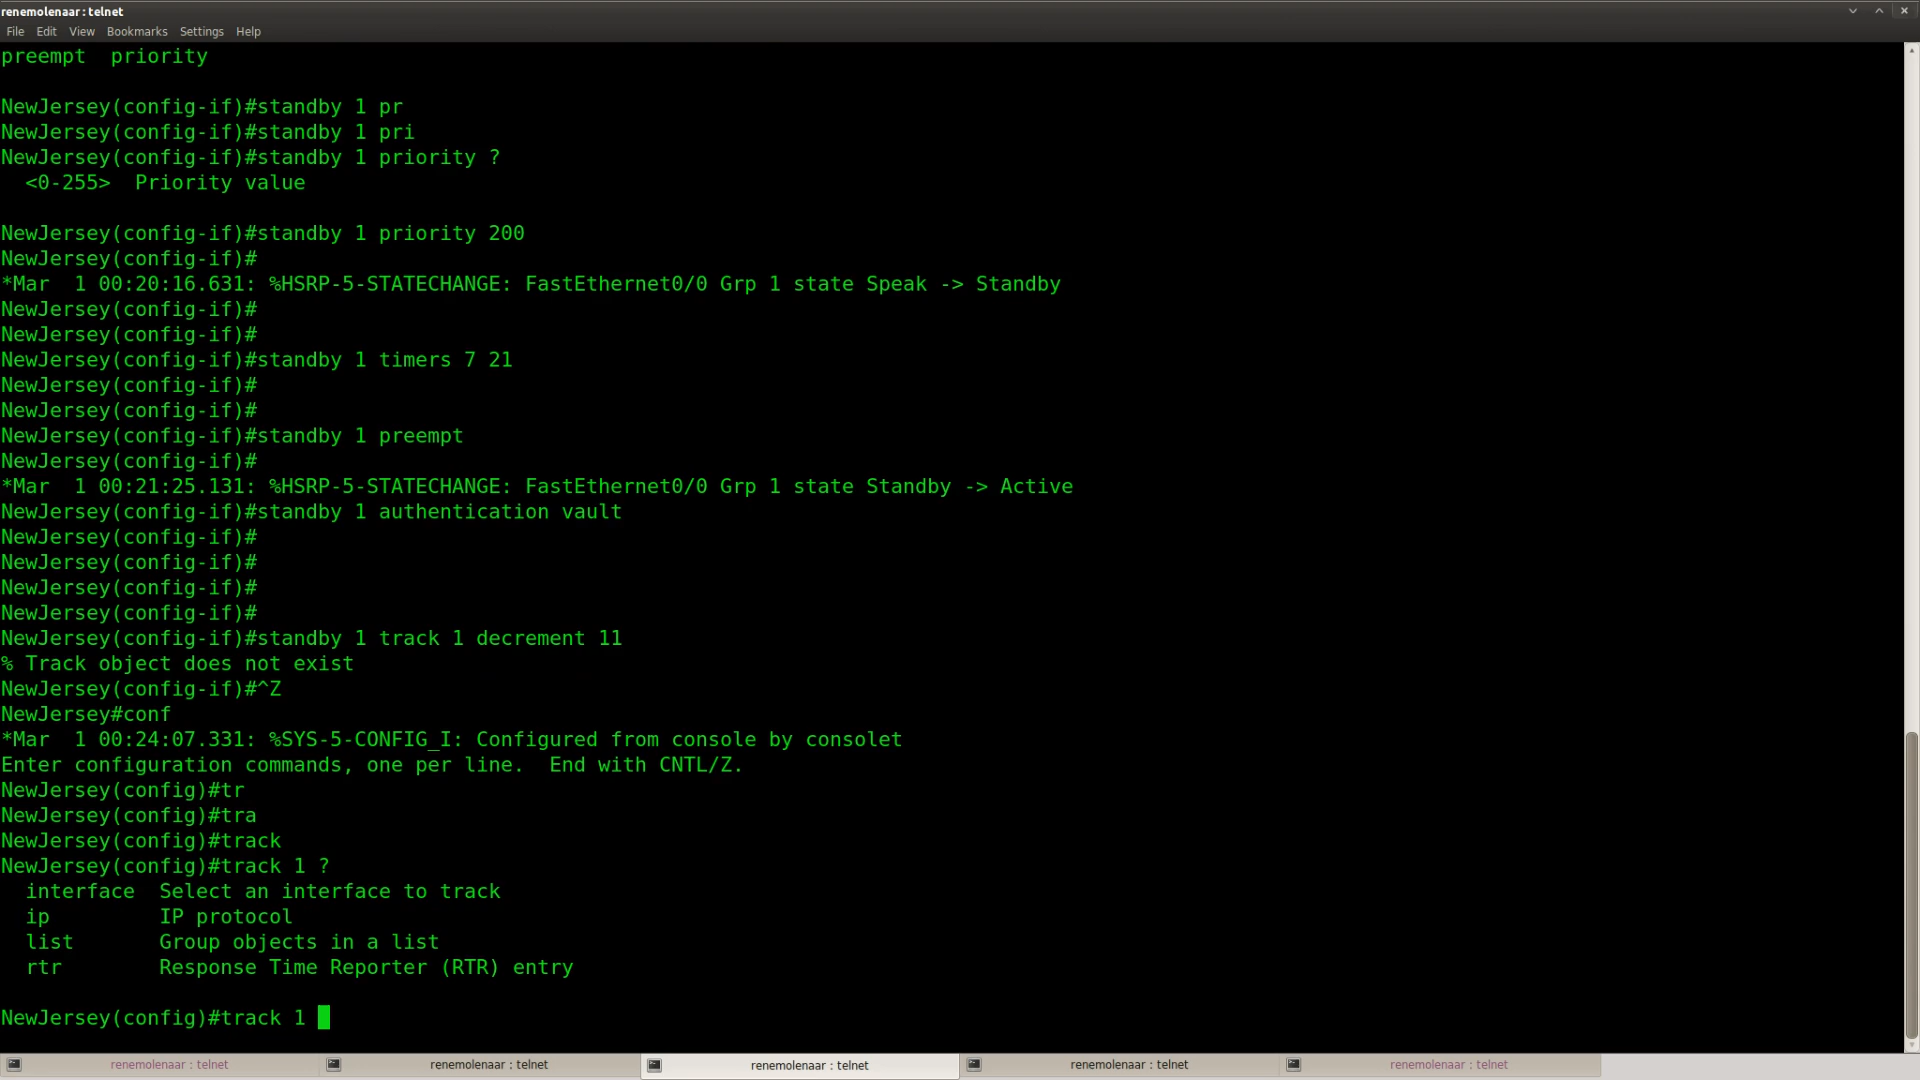 renemolenaar : telnet
File Edit View Bookmarks Settings Help
preempt  priority
NewJersey(config-if)#standby 1 pr
NewJersey(config-if)#standby 1 pri
NewJersey(config-if)#standby 1 priority ?
  <0-255>  Priority value
NewJersey(config-if)#standby 1 priority 200
NewJersey(config-if)#
*Mar  1 00:20:16.631: %HSRP-5-STATECHANGE: FastEthernet0/0 Grp 1 state Speak -> Standby
NewJersey(config-if)#
NewJersey(config-if)#
NewJersey(config-if)#standby 1 timers 7 21
NewJersey(config-if)#
NewJersey(config-if)#
NewJersey(config-if)#standby 1 preempt
NewJersey(config-if)#
*Mar  1 00:21:25.131: %HSRP-5-STATECHANGE: FastEthernet0/0 Grp 1 state Standby -> Active
NewJersey(config-if)#standby 1 authentication vault
NewJersey(config-if)#
NewJersey(config-if)#
NewJersey(config-if)#
NewJersey(config-if)#
NewJersey(config-if)#standby 1 track 1 decrement 11
% Track object does not exist
NewJersey(config-if)#^Z
NewJersey#conf
*Mar  1 00:24:07.331: %SYS-5-CONFIG_I: Configured from console by consolet
Enter configuration commands, one per line.  End with CNTL/Z.
NewJersey(config)#tr
NewJersey(config)#tra
NewJersey(config)#track
NewJersey(config)#track 1 ?
  interface  Select an interface to track
  ip         IP protocol
  list       Group objects in a list
  rtr        Response Time Reporter (RTR) entry
NewJersey(config)#track 1
renemolenaar : telnet renemolenaar : telnet renemolenaar : telnet renemolenaar : telnet renemolenaar : telnet